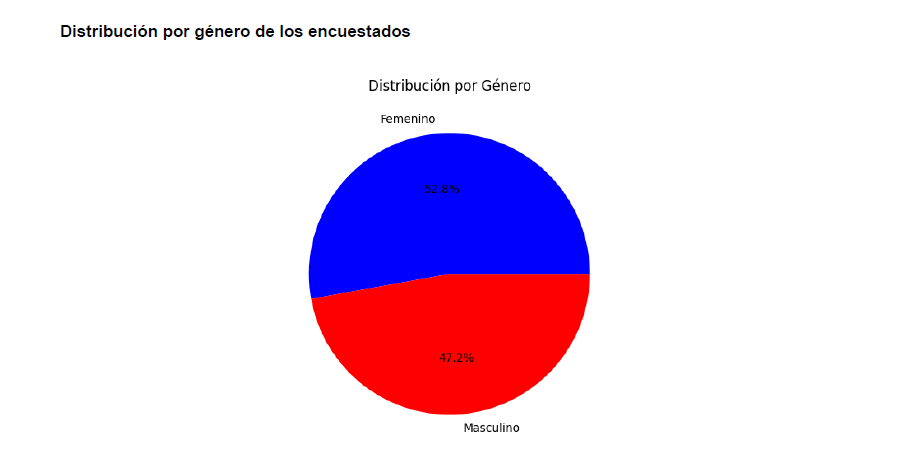 Distribución por género de los encuestados
Distribución por Género
Femenino
52.8%
47.2%
Masculino